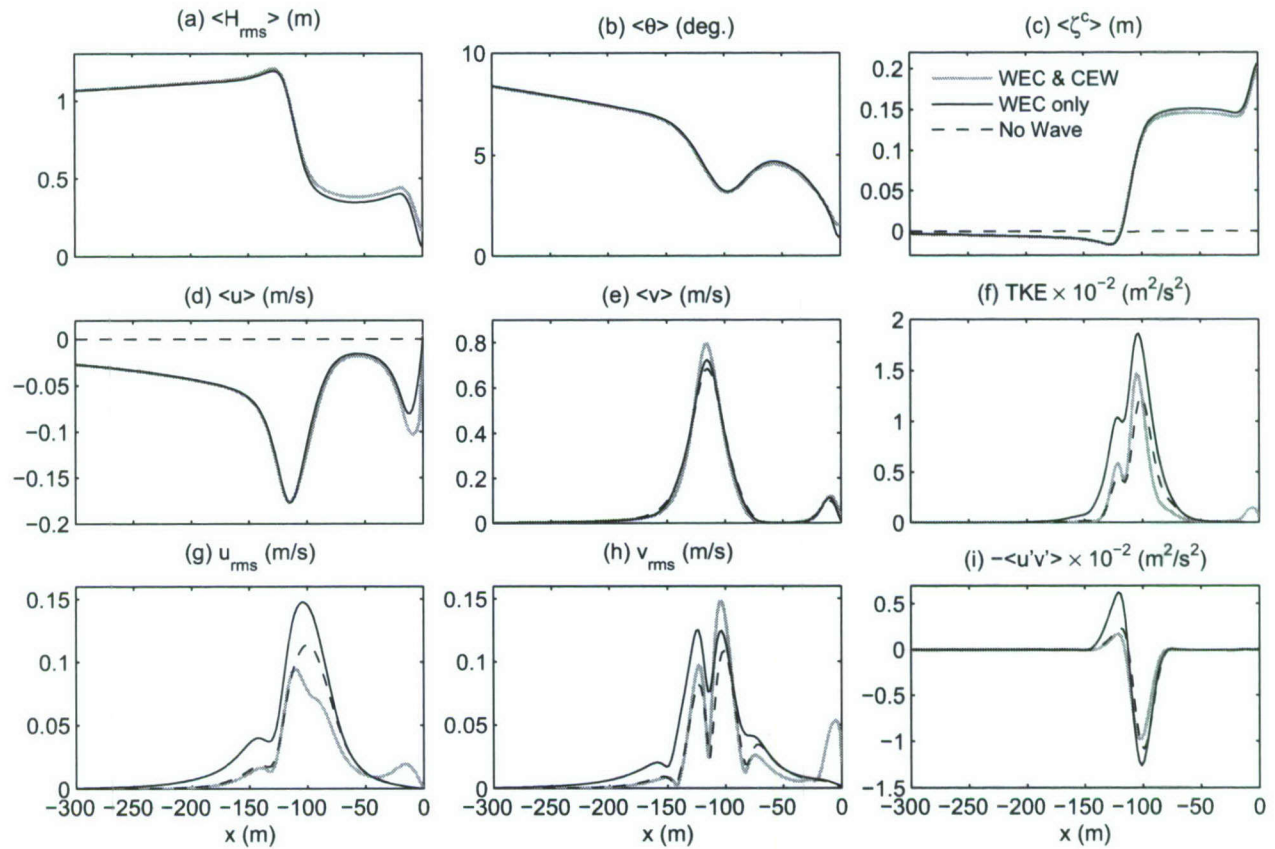 (a) <H_rms> (m)
(b) <θ> (deg.)
(c) <ζ^c> (m)
1
0.5
0
10
5
0
0.2
0.15
0.1
0.05
0
WEC & CEW
WEC only
No Wave
(d) <u> (m/s)
(e) <v> (m/s)
(f) TKE × 10^−2 (m^2/s^2)
0
−0.05
−0.1
−0.15
−0.2
0.8
0.6
0.4
0.2
0
2
1.5
1
0.5
0
(g) u_rms (m/s)
(h) v_rms (m/s)
(i) −<u'v'> × 10^−2 (m^2/s^2)
0.15
0.1
0.05
0
0.15
0.1
0.05
0
0.5
0
−0.5
−1
−1.5
−300 −250 −200 −150 −100 −50 0
−300 −250 −200 −150 −100 −50 0
−300 −250 −200 −150 −100 −50 0
x (m)
x (m)
x (m)